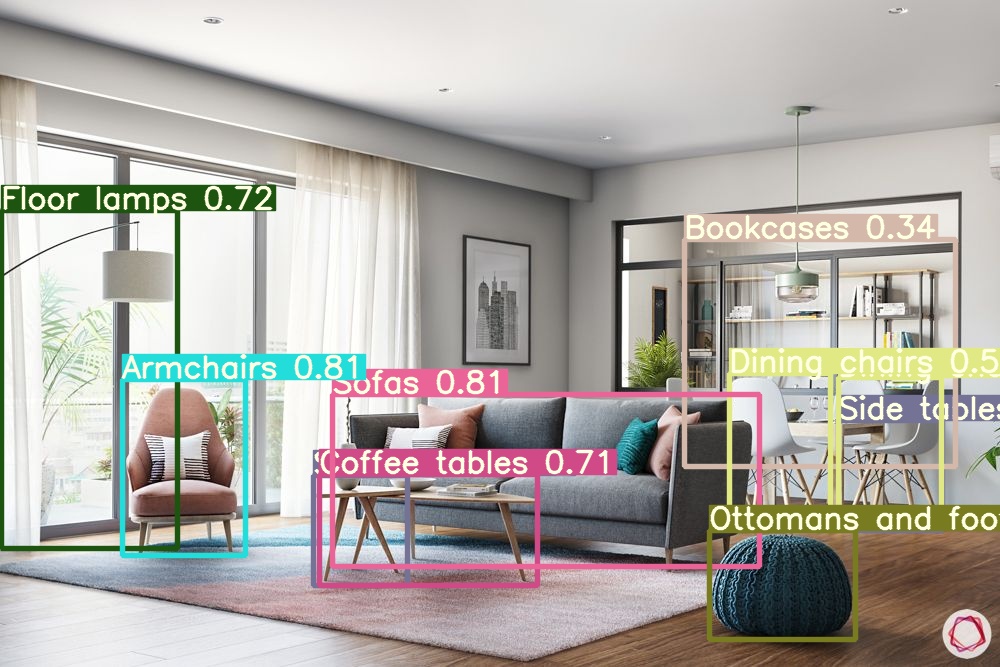 Floor lamps 0.72
Bookcases 0.34
Armchairs 0.81
Sofas 0.81
Dining chairs 0.5
Side tables
Coffee tables 0.71
Ottomans and foo